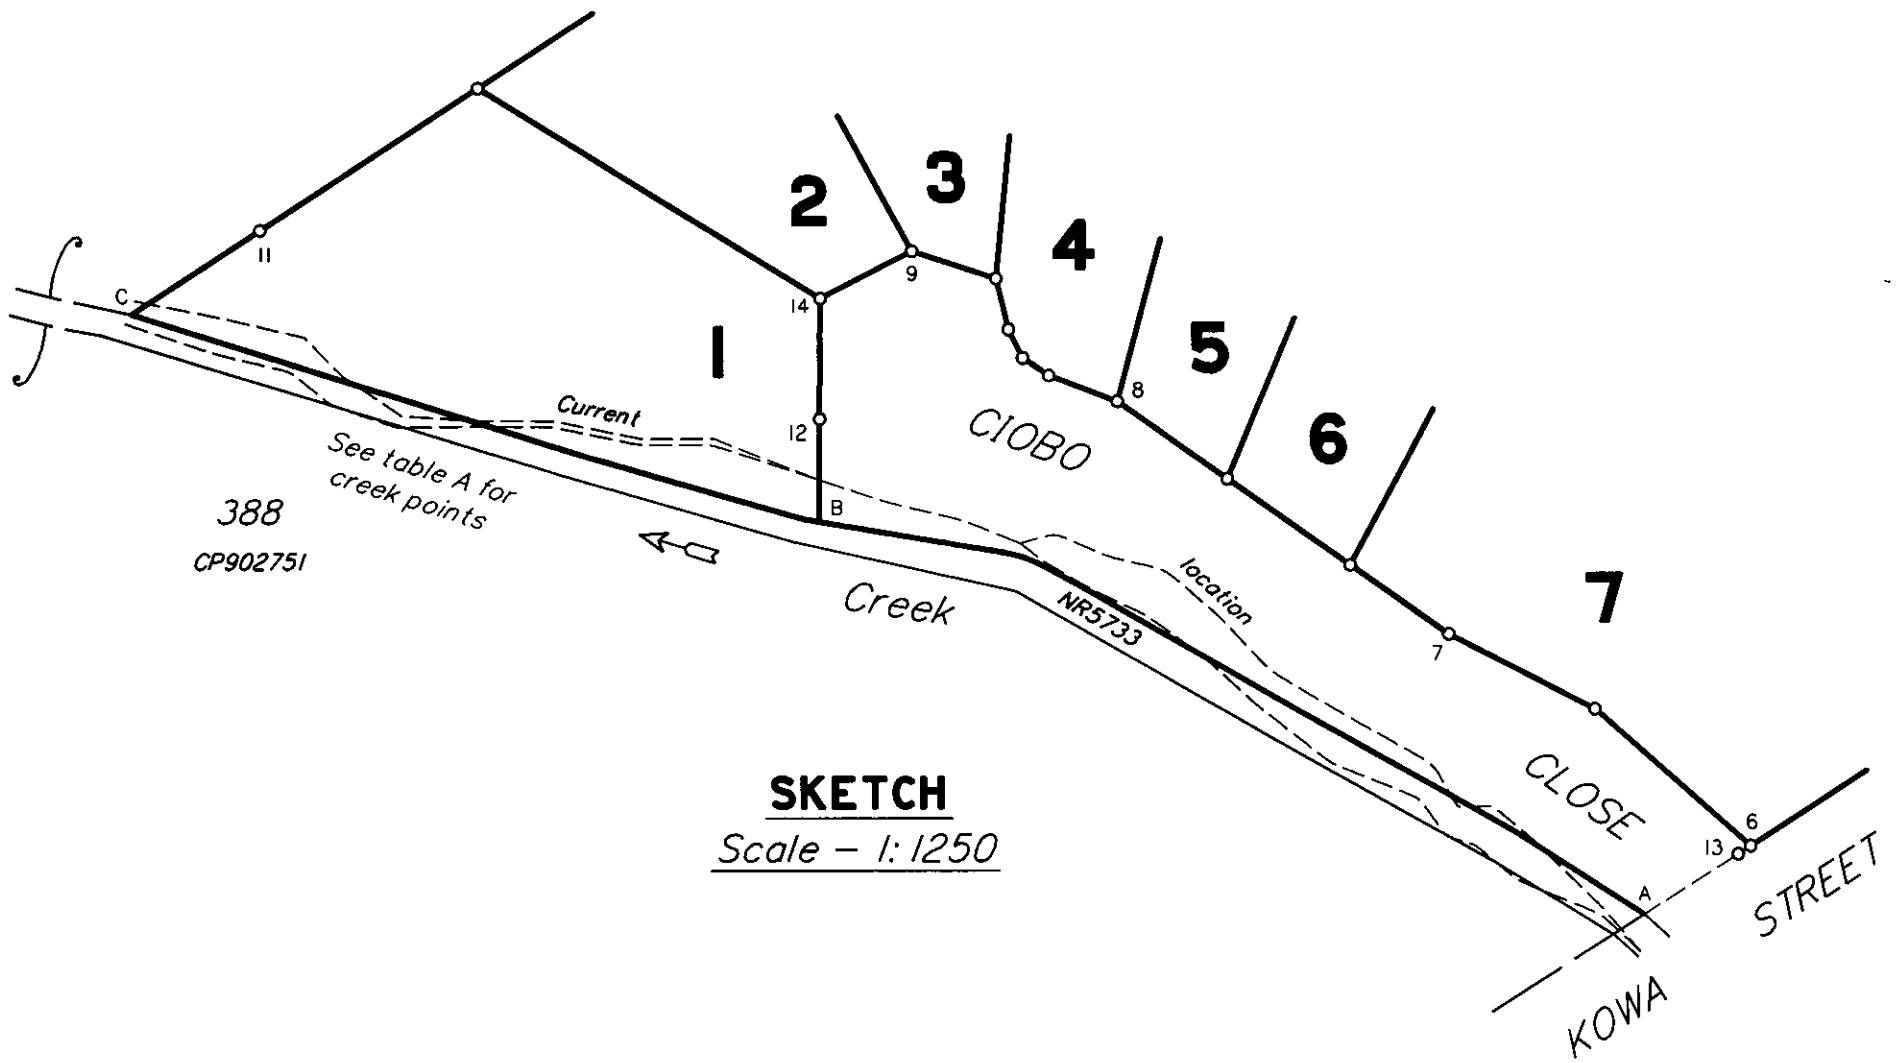 2
3
4
11
9
C
14
1
5
8
Current
12
CIOBO
6
See table A for
creek points
388
B
CP902751
location
7
Creek
NR5733
7
SKETCH
Scale - 1:1250
CLOSE
6
13
A
STREET
KOWA